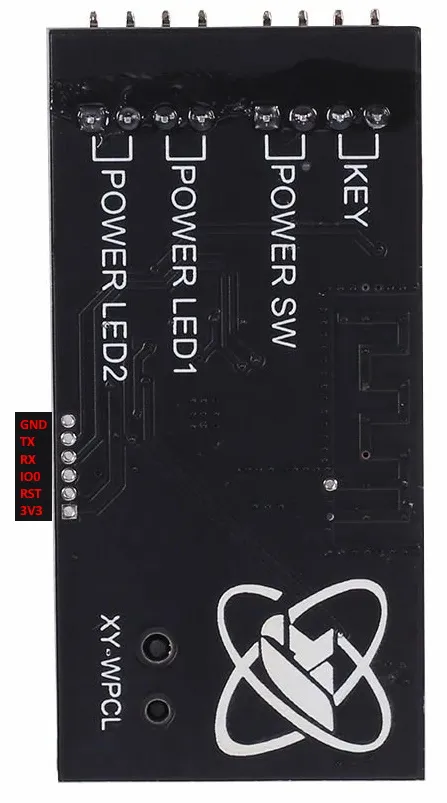 POWER LED2
POWER LED1
POWER SW
KEY
GND
TX
RX
IO0
RST
3V3
XY-WPCL